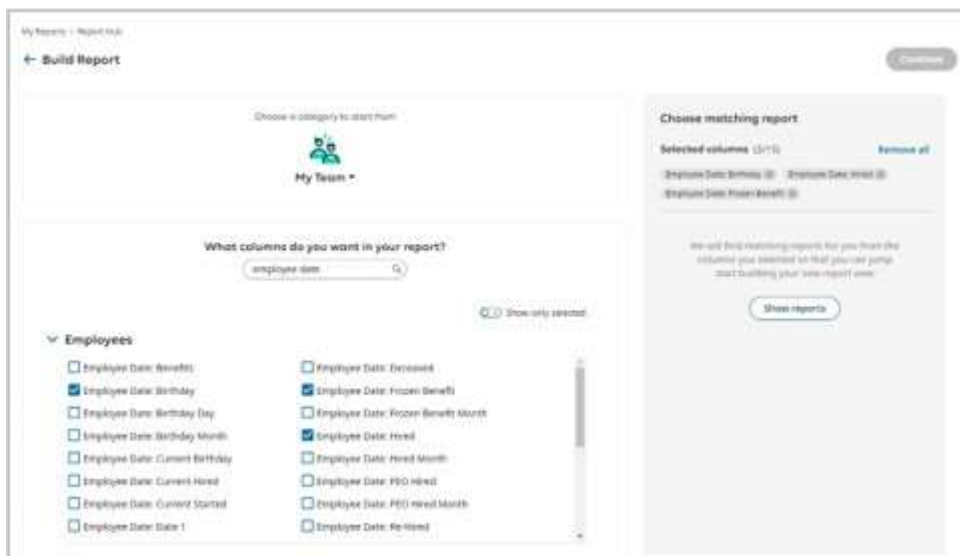 My Reports > Report Hub
← Build Report
Continue
Choose a category to start from
My Team
What columns do you want in your report?
employee date
Show only selected
Employees
Employee Date: Benefits
Employee Date: Deceased
Employee Date: Birthday
Employee Date: Frozen Benefit
Employee Date: Birthday Day
Employee Date: Frozen Benefit Month
Employee Date: Birthday Month
Employee Date: Hired
Employee Date: Current Birthday
Employee Date: Hired Month
Employee Date: Current Hired
Employee Date: PEO Hired
Employee Date: Current Started
Employee Date: PEO Hired Month
Employee Date: Date 1
Employee Date: Re-Hired
Choose matching report
Selected columns (3/15) Remove all
Employee Date: Birthday Employee Date: Hired
Employee Date: Frozen Benefit
We will find matching reports for you from the
columns you selected so that you can jump
start building your new report
Show reports